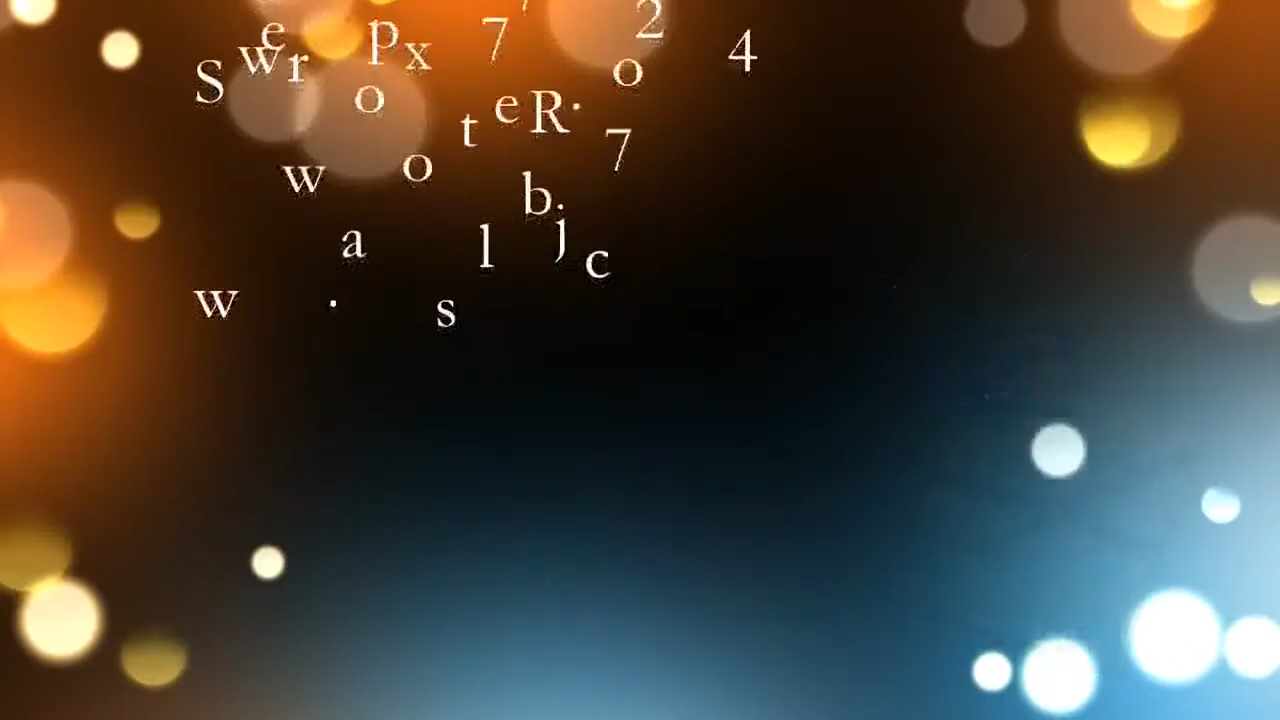 e p x 7 2
S w r o 4
o t e R .
w o 7
b
a l j c
w . s